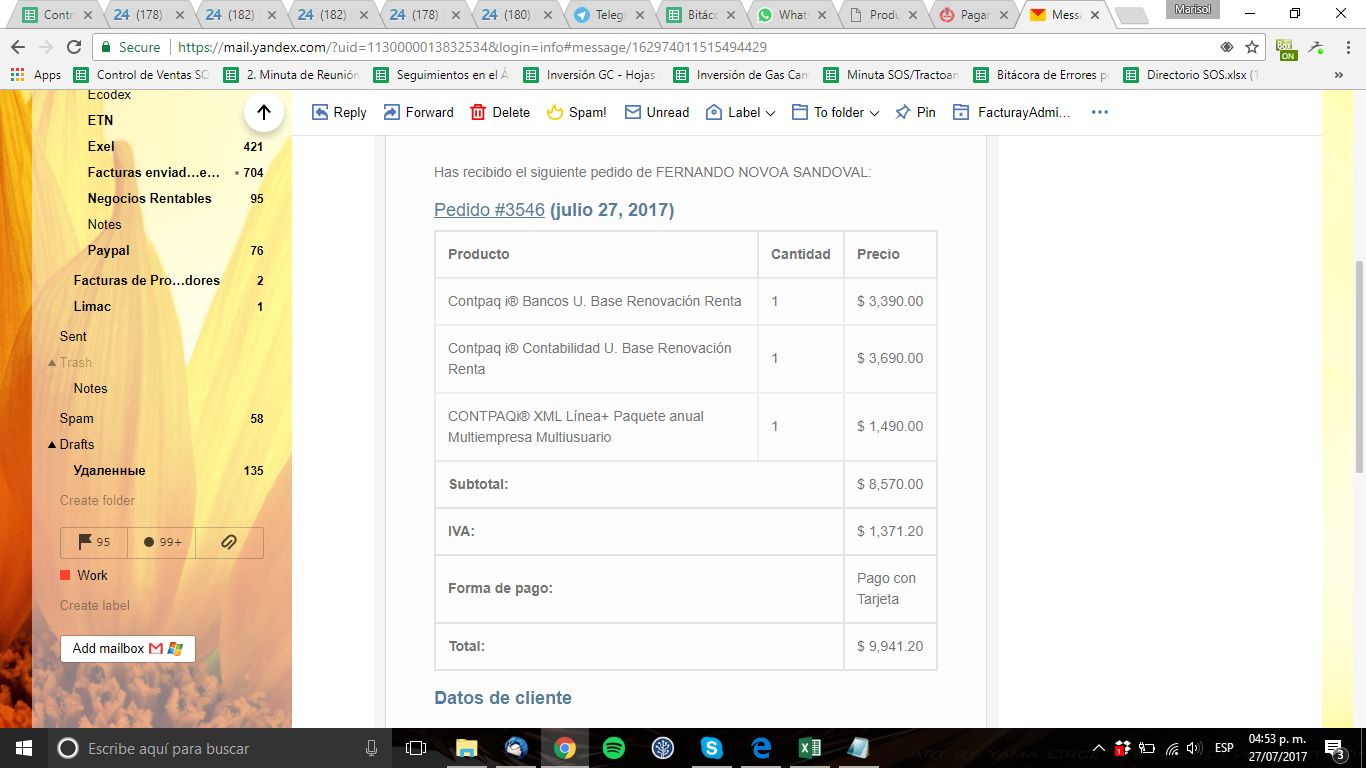 Marisol
Contr
24 (178)
24 (182)
24 (182)
24 (178)
24 (180)
Telegr
Bitác
Whats
Produ
Pagar
Mess
Secure
https://mail.yandex.com/?uid=1130000013832534&login=info#message/162974011515494429
ON
Apps
Control de Ventas SO
2. Minuta de Reunión
Seguimientos en el Á
Inversión GC - Hojas
Inversión de Gas Cam
Minuta SOS/Tractoan
Bitácora de Errores p
Directorio SOS.xlsx (1
»
Ecodex
ETN
Exel 421
Facturas enviad...e... • 704
Negocios Rentables 95
Notes
Paypal 76
Facturas de Pro...dores 2
Limac 1
Sent
Trash
Notes
Spam 58
Drafts
Удаленные 135
Create folder
95 99+
Work
Create label
Add mailbox
Reply Forward Delete Spam! Unread Label To folder Pin FacturayAdmi... •••
Has recibido el siguiente pedido de FERNANDO NOVOA SANDOVAL:
Pedido #3546 (julio 27, 2017)
Producto Cantidad Precio
Contpaq i® Bancos U. Base Renovación Renta 1 $ 3,390.00
Contpaq i® Contabilidad U. Base Renovación
Renta
1 $ 3,690.00
CONTPAQi® XML Línea+ Paquete anual
Multiempresa Multiusuario
1 $ 1,490.00
Subtotal: $ 8,570.00
IVA: $ 1,371.20
Forma de pago: Pago con
Tarjeta
Total: $ 9,941.20
Datos de cliente
Escribe aquí para buscar
ESP
04:53 p. m.
27/07/2017
3